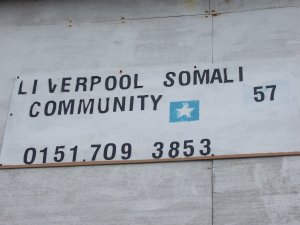 LIVERPOOL SOMALI
COMMUNITY 57
0151.709 3853